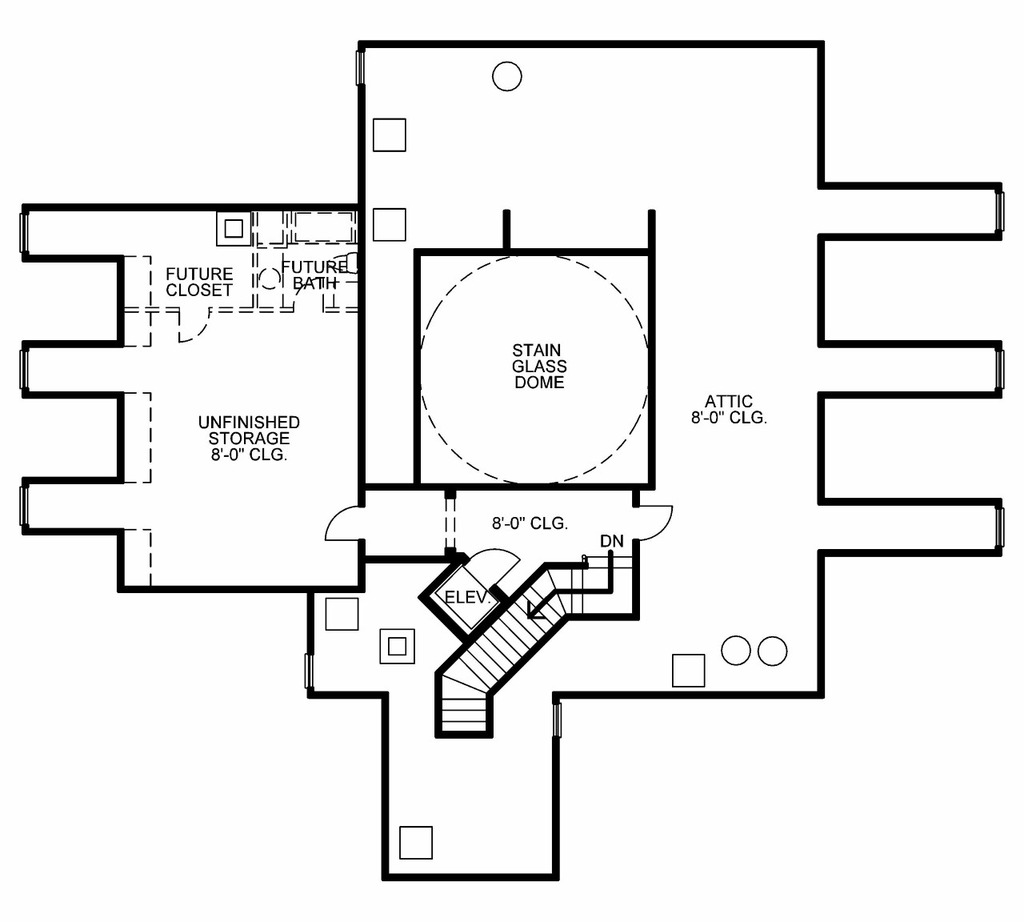 FUTURE
CLOSET
FUTURE
BATH
STAIN
GLASS
DOME
ATTIC
8'-0" CLG.
UNFINISHED
STORAGE
8'-0" CLG.
8'-0" CLG.
DN
ELEV.